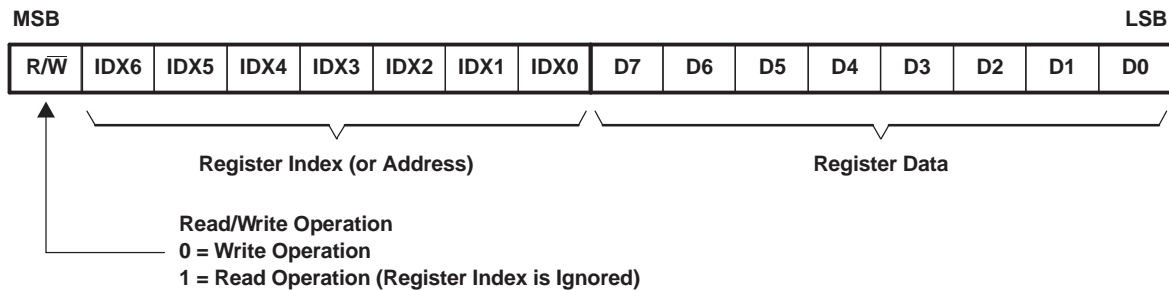 MSB LSB
R/W̅ IDX6 IDX5 IDX4 IDX3 IDX2 IDX1 IDX0 D7 D6 D5 D4 D3 D2 D1 D0
Register Index (or Address) Register Data
Read/Write Operation
0 = Write Operation
1 = Read Operation (Register Index is Ignored)